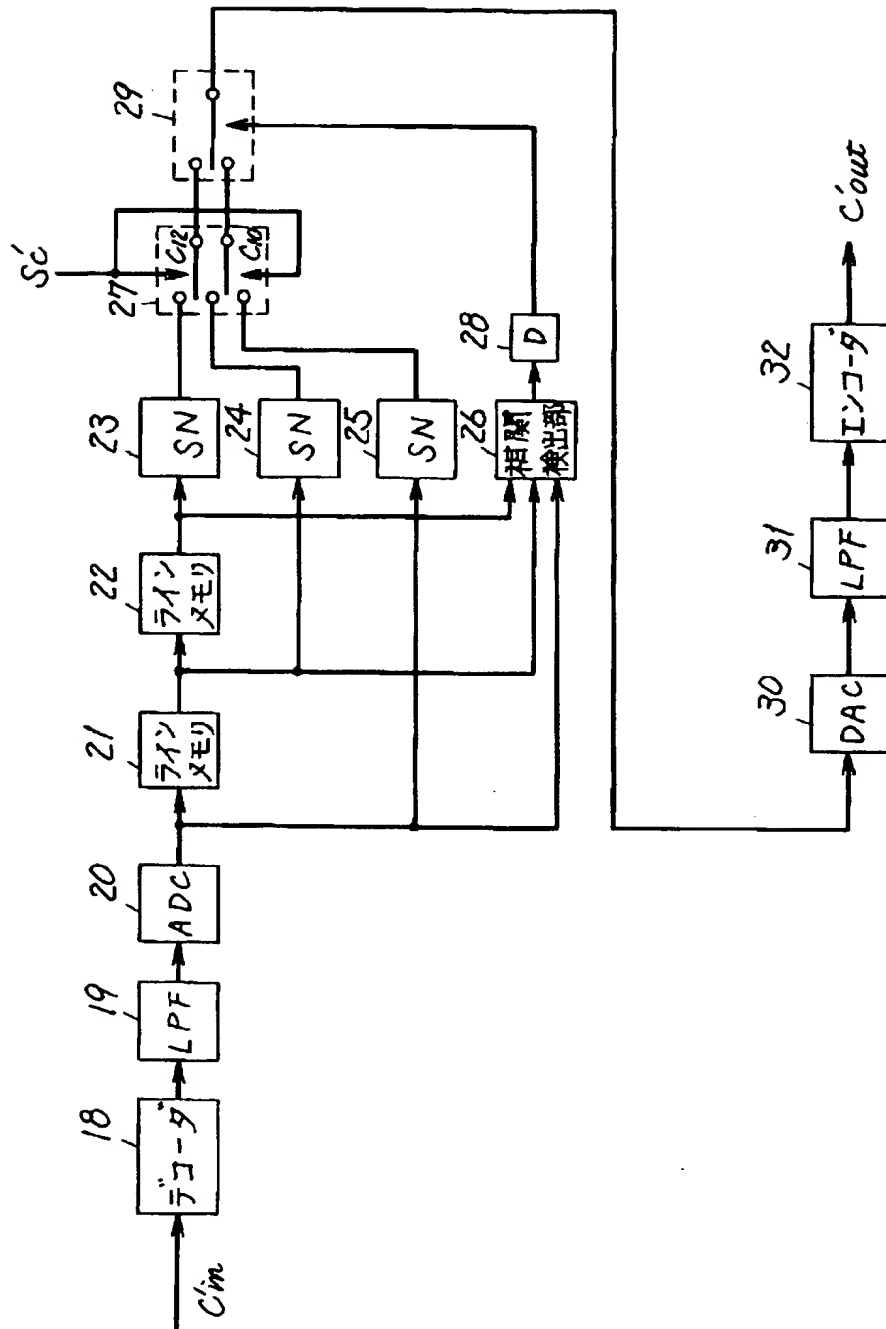 C'in
18
デコーダ
19
LPF
20
ADC
21
ライン
メモリ
22
ライン
メモリ
23
SN
24
SN
25
SN
26
相関
検出部
27
S'c
C12
C10
28
D
29
30
DAC
31
LPF
32
エンコーダ
C'out